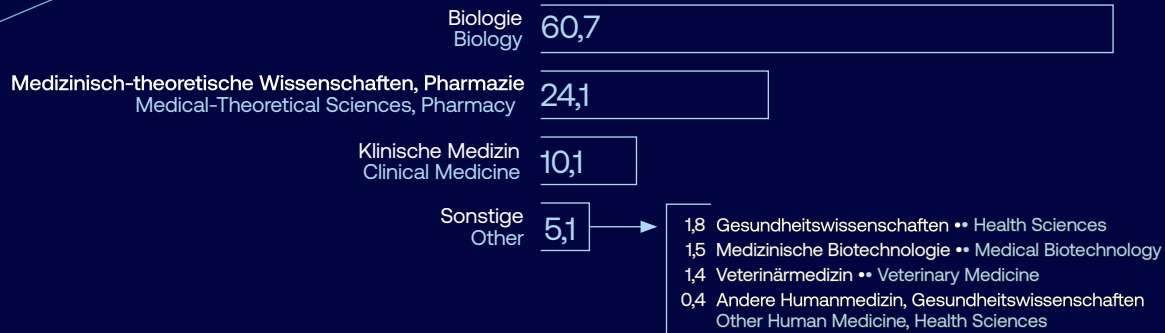 Biologie
Biology
60,7
Medizinisch-theoretische Wissenschaften, Pharmazie
Medical-Theoretical Sciences, Pharmacy
24,1
Klinische Medizin
Clinical Medicine
10,1
Sonstige
Other
5,1
1,8 Gesundheitswissenschaften •• Health Sciences
1,5 Medizinische Biotechnologie •• Medical Biotechnology
1,4 Veterinärmedizin •• Veterinary Medicine
0,4 Andere Humanmedizin, Gesundheitswissenschaften
Other Human Medicine, Health Sciences